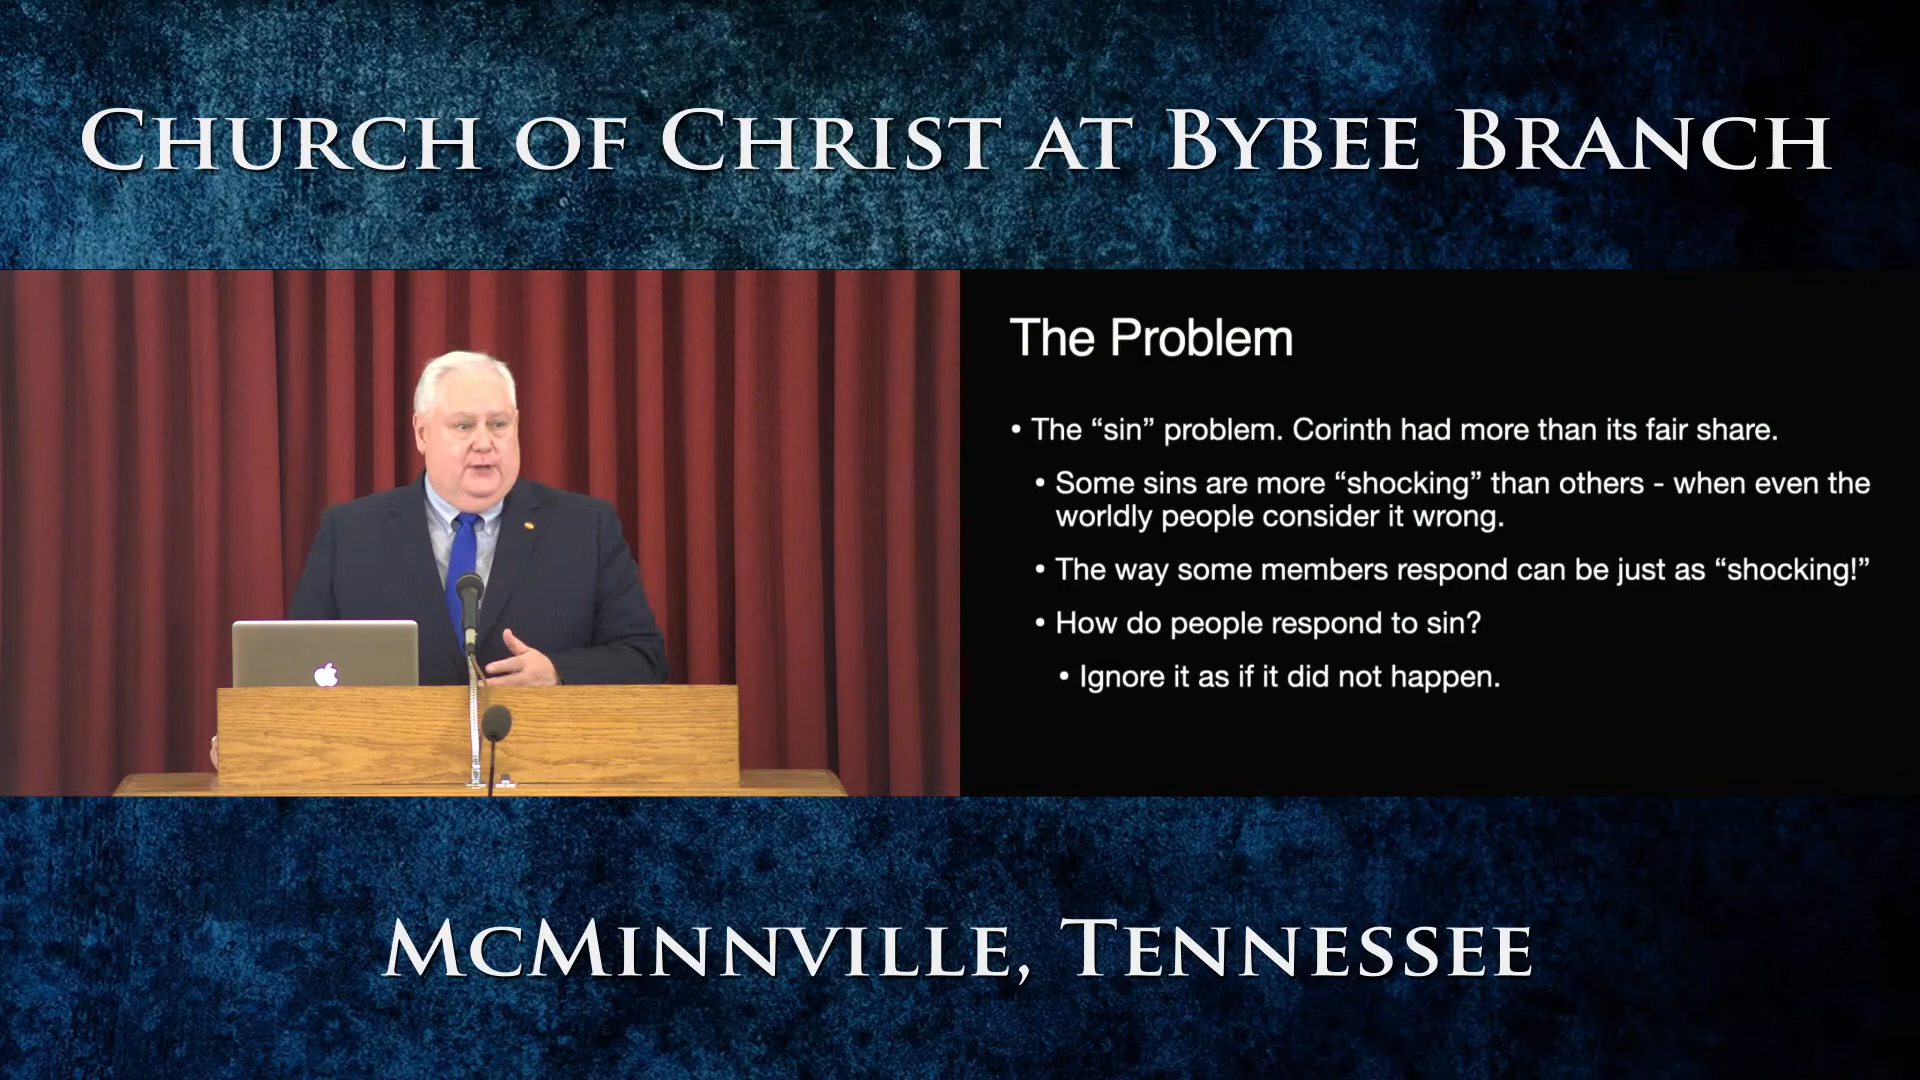 Church of Christ at Bybee Branch
The Problem
• The “sin” problem. Corinth had more than its fair share.
• Some sins are more “shocking” than others - when even the
worldly people consider it wrong.
• The way some members respond can be just as “shocking!”
• How do people respond to sin?
• Ignore it as if it did not happen.
McMinnville, Tennessee